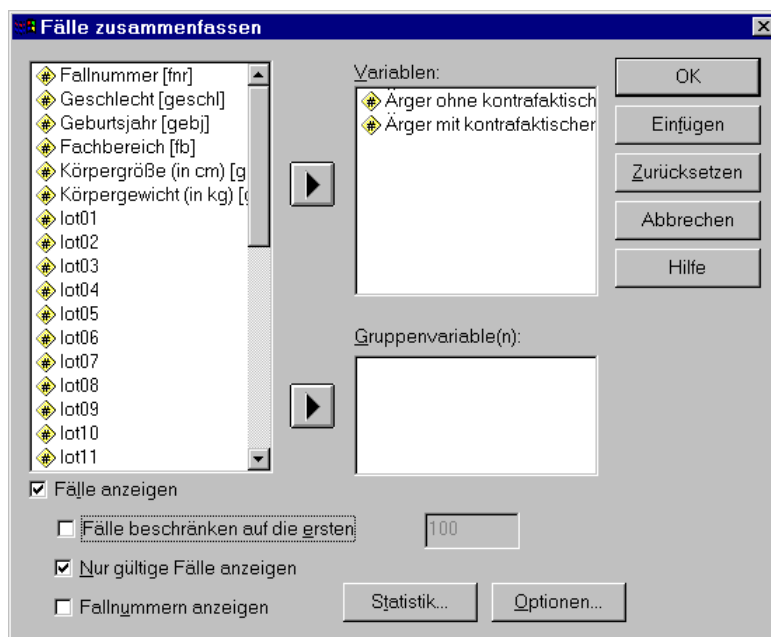 Fälle zusammenfassen
Fallnummer [fnr]
Geschlecht [geschl]
Geburtsjahr [gebj]
Fachbereich [fb]
Körpergröße (in cm) [g
Körpergewicht (in kg) [g
lot01
lot02
lot03
lot04
lot05
lot06
lot07
lot08
lot09
lot10
lot11
Variablen:
Ärger ohne kontrafaktisch
Ärger mit kontrafaktischer
Gruppenvariable(n):
OK
Einfügen
Zurücksetzen
Abbrechen
Hilfe
Fälle anzeigen
Fälle beschränken auf die ersten 100
Nur gültige Fälle anzeigen
Fallnummern anzeigen
Statistik... Optionen...